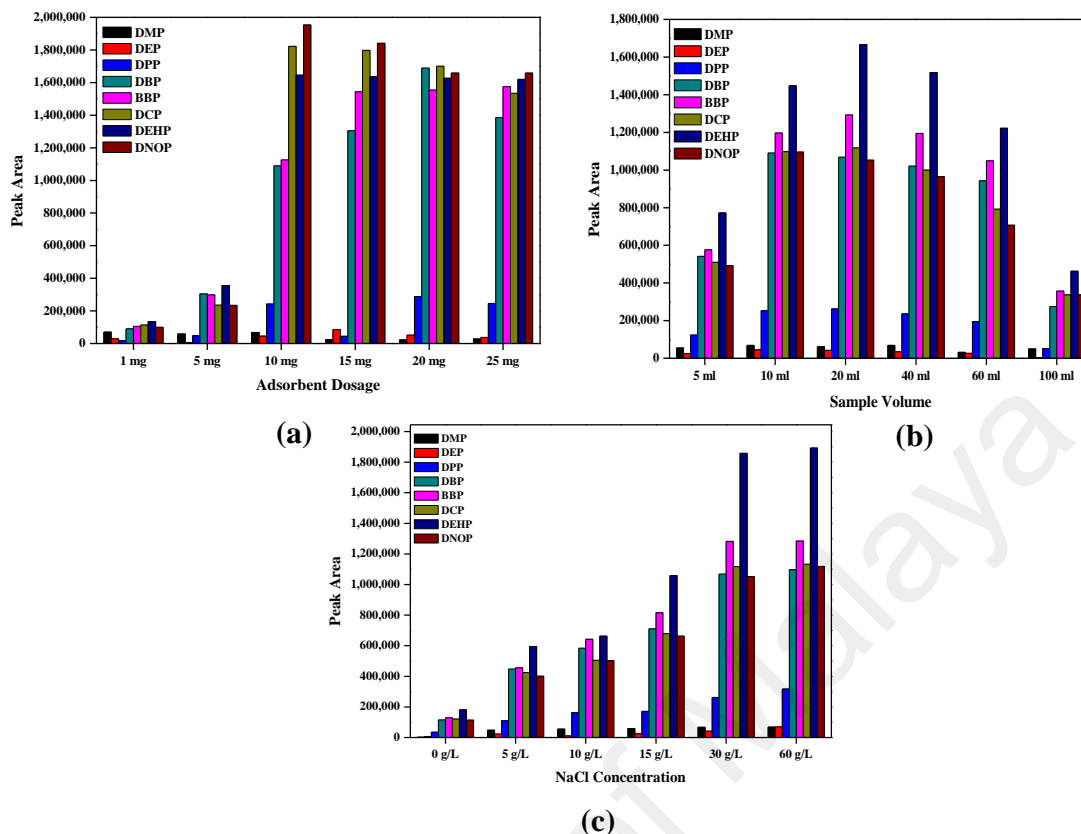 2,000,000
1,800,000
1,600,000
1,400,000
1,200,000
1,000,000
800,000
600,000
400,000
200,000
0
Peak Area
DMP
DEP
DPP
DBP
BBP
DCP
DEHP
DNOP
1 mg 5 mg 10 mg 15 mg 20 mg 25 mg
Adsorbent Dosage
(a)
1,800,000
1,600,000
1,400,000
1,200,000
1,000,000
800,000
600,000
400,000
200,000
0
Peak Area
DMP
DEP
DPP
DBP
BBP
DCP
DEHP
DNOP
5 ml 10 ml 20 ml 40 ml 60 ml 100 ml
Sample Volume
(b)
2,000,000
1,800,000
1,600,000
1,400,000
1,200,000
1,000,000
800,000
600,000
400,000
200,000
0
Peak Area
DMP
DEP
DPP
DBP
BBP
DCP
DEHP
DNOP
0 g/L 5 g/L 10 g/L 15 g/L 30 g/L 60 g/L
NaCl Concentration
(c)
of Malaya